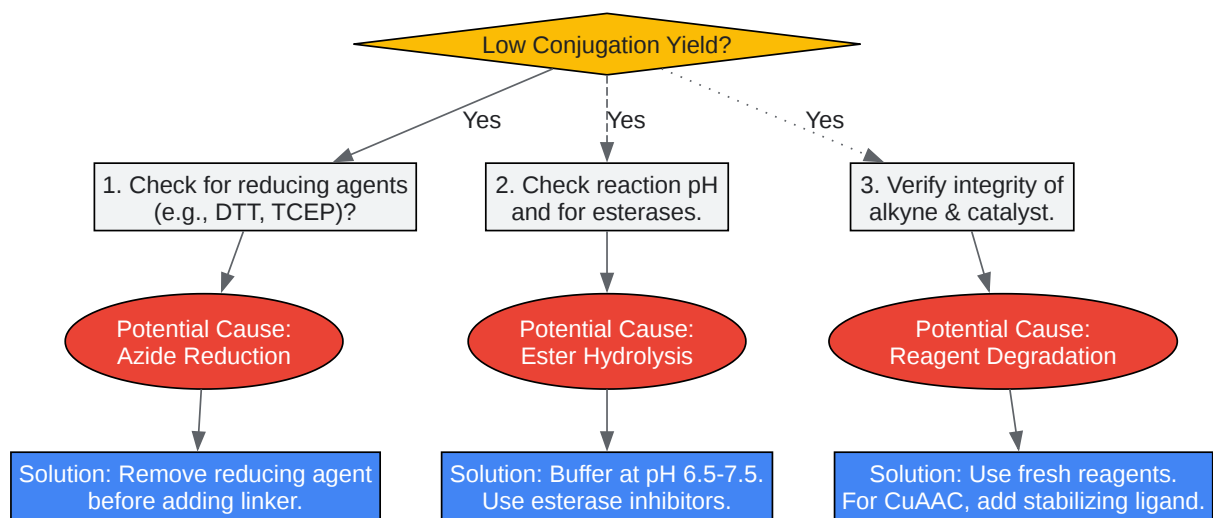 Low Conjugation Yield?
Yes
Yes
Yes
1. Check for reducing agents
(e.g., DTT, TCEP)?
2. Check reaction pH
and for esterases.
3. Verify integrity of
alkyne & catalyst.
Potential Cause:
Azide Reduction
Potential Cause:
Ester Hydrolysis
Potential Cause:
Reagent Degradation
Solution: Remove reducing agent
before adding linker.
Solution: Buffer at pH 6.5-7.5.
Use esterase inhibitors.
Solution: Use fresh reagents.
For CuAAC, add stabilizing ligand.